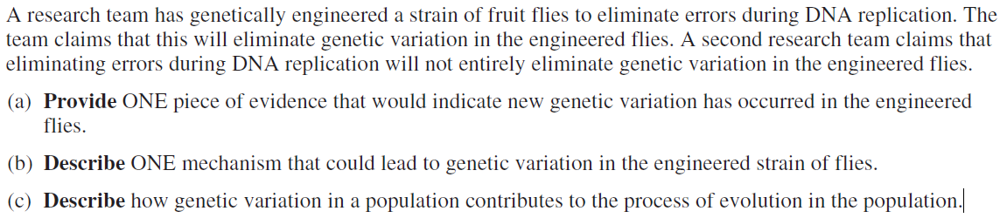 A research team has genetically engineered a strain of fruit flies to eliminate errors during DNA replication. The
team claims that this will eliminate genetic variation in the engineered flies. A second research team claims that
eliminating errors during DNA replication will not entirely eliminate genetic variation in the engineered flies.
(a) Provide ONE piece of evidence that would indicate new genetic variation has occurred in the engineered
flies.
(b) Describe ONE mechanism that could lead to genetic variation in the engineered strain of flies.
(c) Describe how genetic variation in a population contributes to the process of evolution in the population.